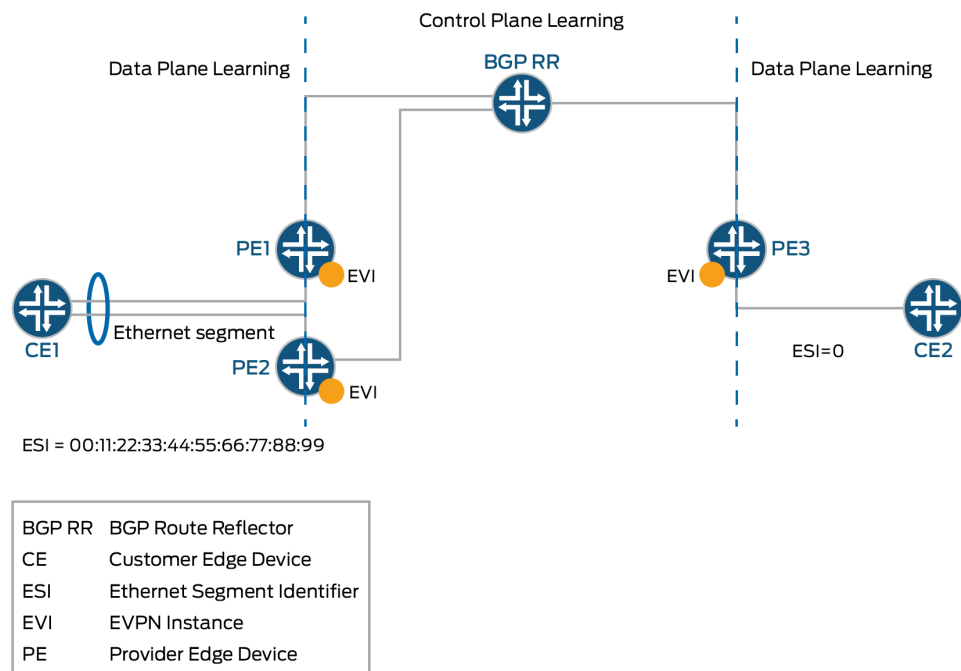 Control Plane Learning
Data Plane Learning
BGP RR
Data Plane Learning
PE1
EVI
PE3
EVI
Ethernet segment
CE1
PE2
EVI
ESI=0
CE2
ESI = 00:11:22:33:44:55:66:77:88:99
BGP RR BGP Route Reflector
CE Customer Edge Device
ESI Ethernet Segment Identifier
EVI EVPN Instance
PE Provider Edge Device